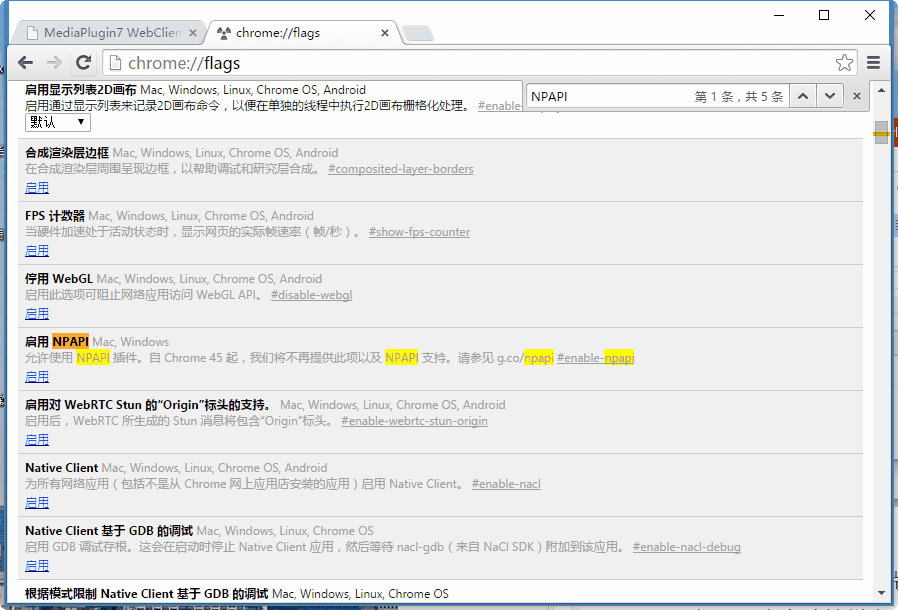 MediaPlugin7 WebClien
chrome://flags
chrome://flags
启用显示列表2D画布 Mac, Windows, Linux, Chrome OS, Android
启用通过显示列表来记录2D画布命令，以便在单独的线程中执行2D画布栅格化处理。 #enable-
NPAPI 第 1 条，共 5 条
默认
合成渲染层边框 Mac, Windows, Linux, Chrome OS, Android
在合成渲染层周围呈现边框，以帮助调试和研究层合成。 #composited-layer-borders
启用
FPS 计数器 Mac, Windows, Linux, Chrome OS, Android
当硬件加速处于活动状态时，显示网页的实际帧速率（帧/秒）。 #show-fps-counter
启用
停用 WebGL Mac, Windows, Linux, Chrome OS, Android
启用此选项可阻止网络应用访问 WebGL API。 #disable-webgl
启用
启用 NPAPI Mac, Windows
允许使用 NPAPI 插件。自 Chrome 45 起，我们将不再提供此项以及 NPAPI 支持。请参见 g.co/npapi #enable-npapi
启用
启用对 WebRTC Stun 的“Origin”标头的支持。 Mac, Windows, Linux, Chrome OS, Android
启用后，WebRTC 所生成的 Stun 消息将包含“Origin”标头。 #enable-webrtc-stun-origin
启用
Native Client Mac, Windows, Linux, Chrome OS, Android
为所有网络应用（包括不是从 Chrome 网上应用店安装的应用）启用 Native Client。 #enable-nacl
启用
Native Client 基于 GDB 的调试 Mac, Windows, Linux, Chrome OS
启用 GDB 调试存根。这会在启动时停止 Native Client 应用，然后等待 nacl-gdb（来自 NaCl SDK）附加到该应用。 #enable-nacl-debug
启用
根据模式限制 Native Client 基于 GDB 的调试 Mac, Windows, Linux, Chrome OS